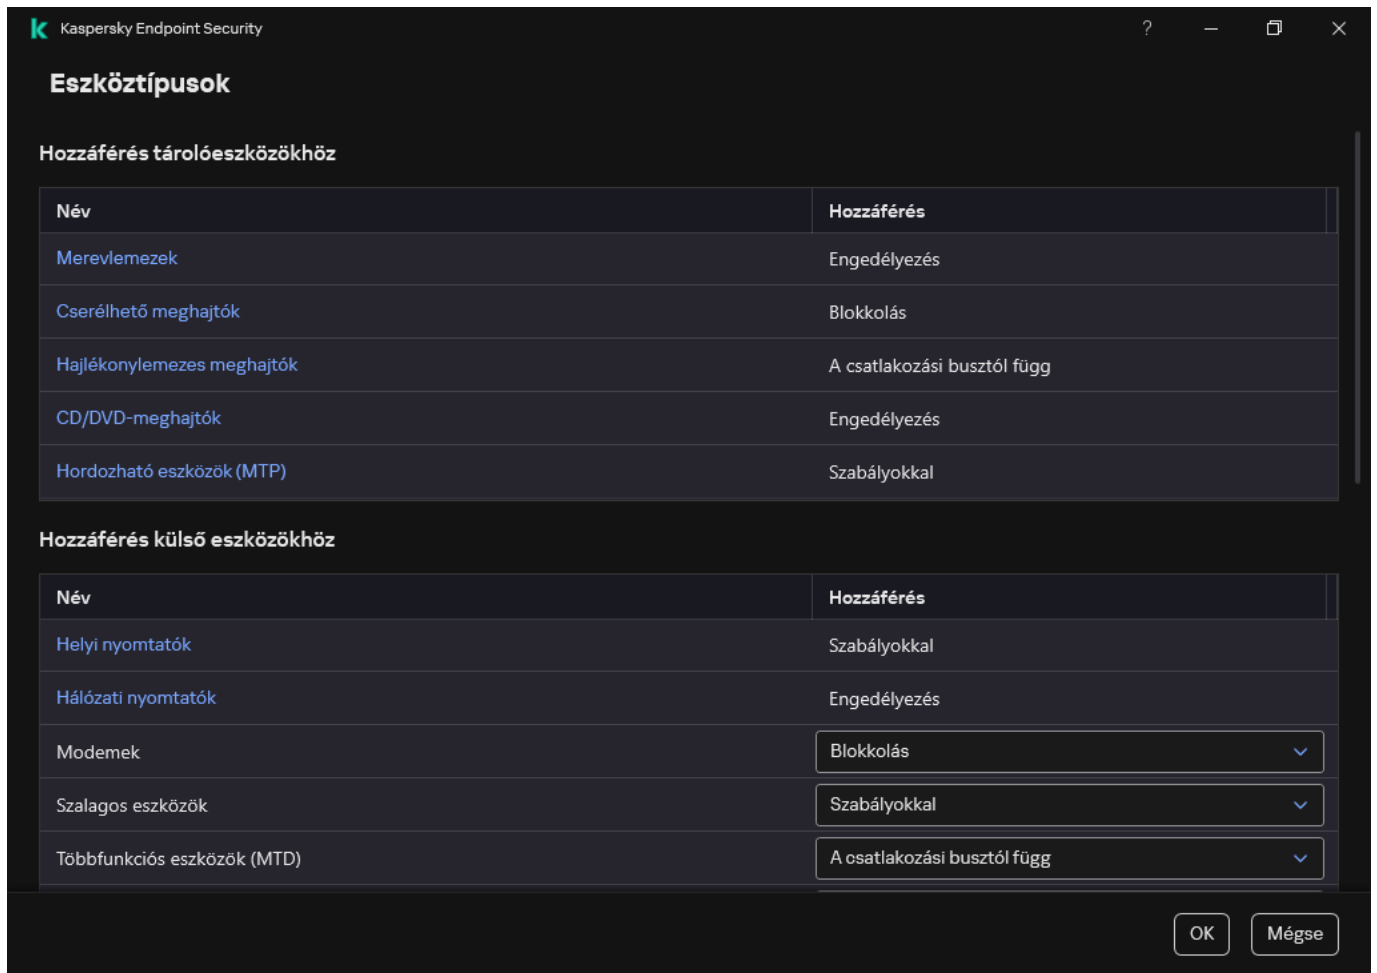 Kaspersky Endpoint Security
?
Eszköztípusok
Hozzáférés tárolóeszközökhöz
Név Hozzáférés
Merevlemezek Engedélyezés
Cserélhető meghajtók Blokkolás
Hajlékonylemezes meghajtók A csatlakozási busztól függ
CD/DVD-meghajtók Engedélyezés
Hordozható eszközök (MTP) Szabályokkal
Hozzáférés külső eszközökhöz
Név Hozzáférés
Helyi nyomtatók Szabályokkal
Hálózati nyomtatók Engedélyezés
Modemek Blokkolás
Szalagos eszközök Szabályokkal
Többfunkciós eszközök (MTD) A csatlakozási busztól függ
OK Mégse